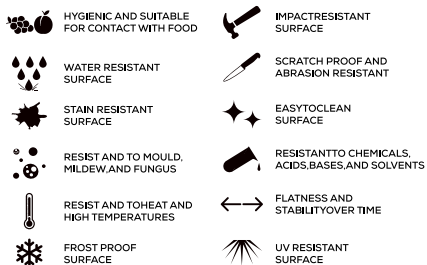 HYGIENIC AND SUITABLE
FOR CONTACT WITH FOOD
WATER RESISTANT
SURFACE
STAIN RESISTANT
SURFACE
RESIST AND TO MOULD,
MILDEW,AND FUNGUS
RESIST AND TOHEAT AND
HIGH TEMPERATURES
FROST PROOF
SURFACE
IMPACTRESISTANT
SURFACE
SCRATCH PROOF AND
ABRASION RESISTANT
EASYTOCLEAN
SURFACE
RESISTANTTO CHEMICALS,
ACIDS,BASES,AND SOLVENTS
FLATNESS AND
STABILITYOVER TIME
UV RESISTANT
SURFACE